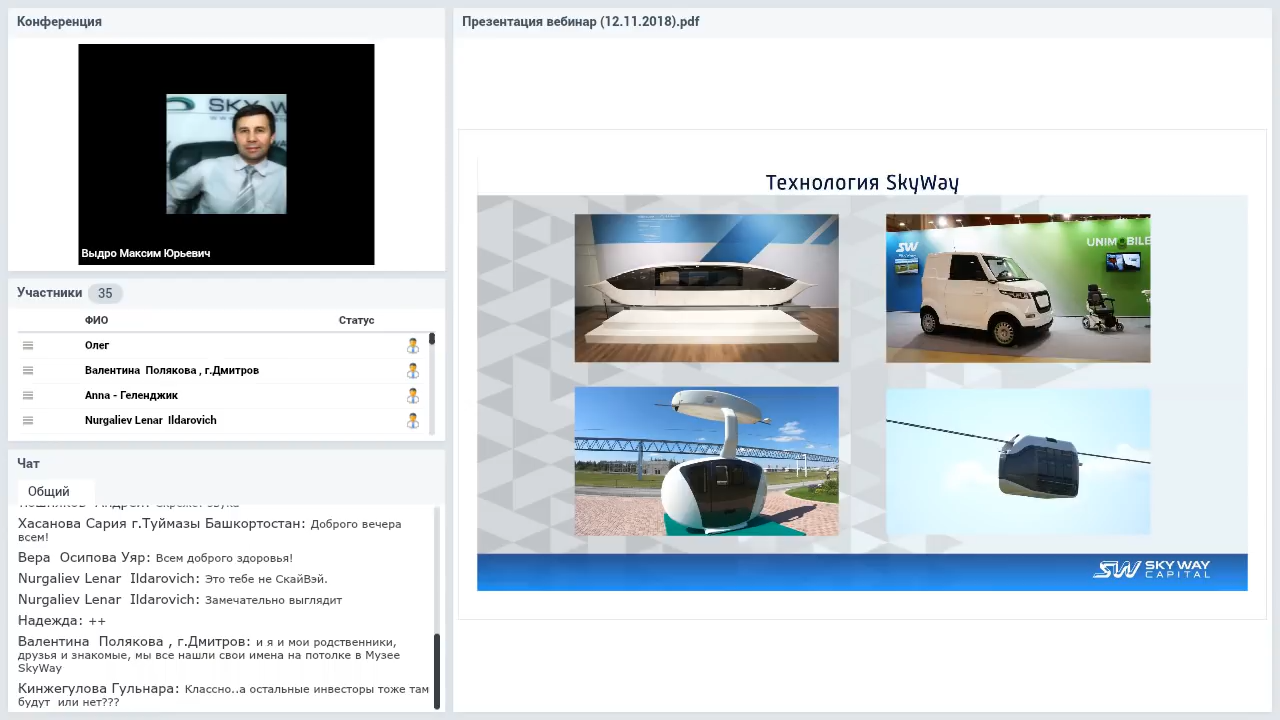 Конференция
Выдро Максим Юрьевич
Участники 35
ФИО Статус
Олег
Валентина Полякова , г.Дмитров
Anna - Геленджик
Nurgaliev Lenar Ildarovich
Чат
Общий
Хасанова Сария г.Туймазы Башкортостан: Доброго вечера
всем!
Вера Осипова Уяр: Всем доброго здоровья!
Nurgaliev Lenar Ildarovich: Это тебе не СкайВэй.
Nurgaliev Lenar Ildarovich: Замечательно выглядит
Надежда: ++
Валентина Полякова , г.Дмитров: и я и мои родственники,
друзья и знакомые, мы все нашли свои имена на потолке в Музее
SkyWay
Кинжегулова Гульнара: Классно..а остальные инвесторы тоже там
будут или нет???
Презентация вебинар (12.11.2018).pdf
Технология SkyWay
SW
UNIMOBILE
SW SKY WAY
CAPITAL